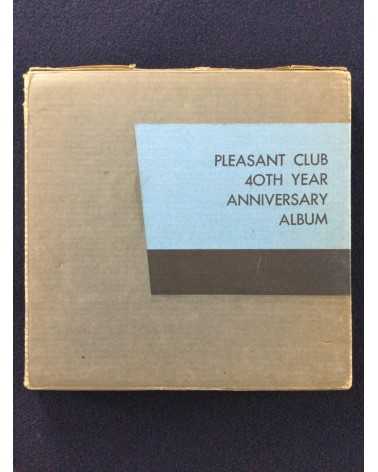 PLEASANT CLUB
40TH YEAR
ANNIVERSARY
ALBUM